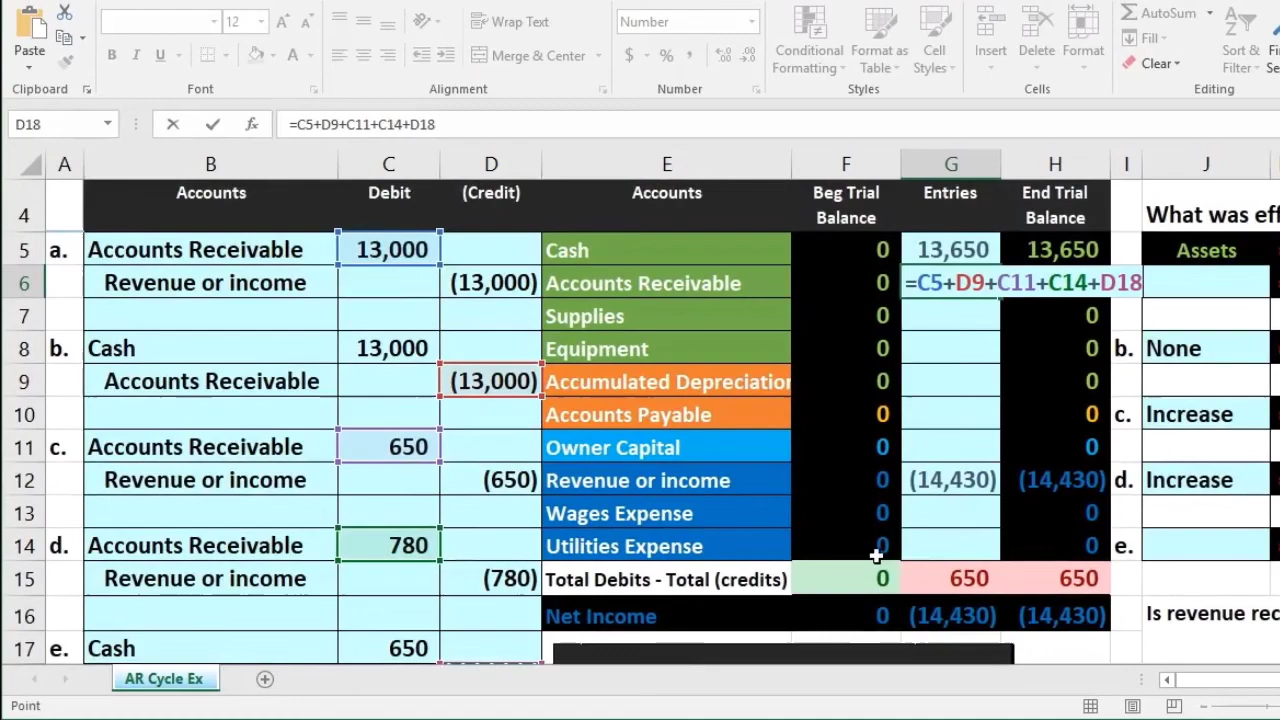 12
Wrap Text
Number
AutoSum
Paste
B I U
Merge & Center
$ % ,
Conditional Formatting
Format as Table
Cell Styles
Insert
Delete
Format
Fill
Clear
Sort & Filter
Clipboard
Font
Alignment
Number
Styles
Cells
Editing
D18
fx
=C5+D9+C11+C14+D18
A B C D E F G H I J
4 Accounts Debit (Credit) Accounts Beg Trial Balance Entries End Trial Balance What was eff
5 a. Accounts Receivable 13,000 Cash 0 13,650 13,650 Assets
6 Revenue or income (13,000) Accounts Receivable 0 =C5+D9+C11+C14+D18
7 Supplies 0 0
8 b. Cash 13,000 Equipment 0 0 b. None
9 Accounts Receivable (13,000) Accumulated Depreciation 0 0
10 Accounts Payable 0 0 c. Increase
11 c. Accounts Receivable 650 Owner Capital 0 0
12 Revenue or income (650) Revenue or income 0 (14,430) (14,430) d. Increase
13 Wages Expense 0 0
14 d. Accounts Receivable 780 Utilities Expense 0 0 e.
15 Revenue or income (780) Total Debits - Total (credits) 0 650 650
16 Net Income 0 (14,430) (14,430) Is revenue rec
17 e. Cash 650
AR Cycle Ex
Point